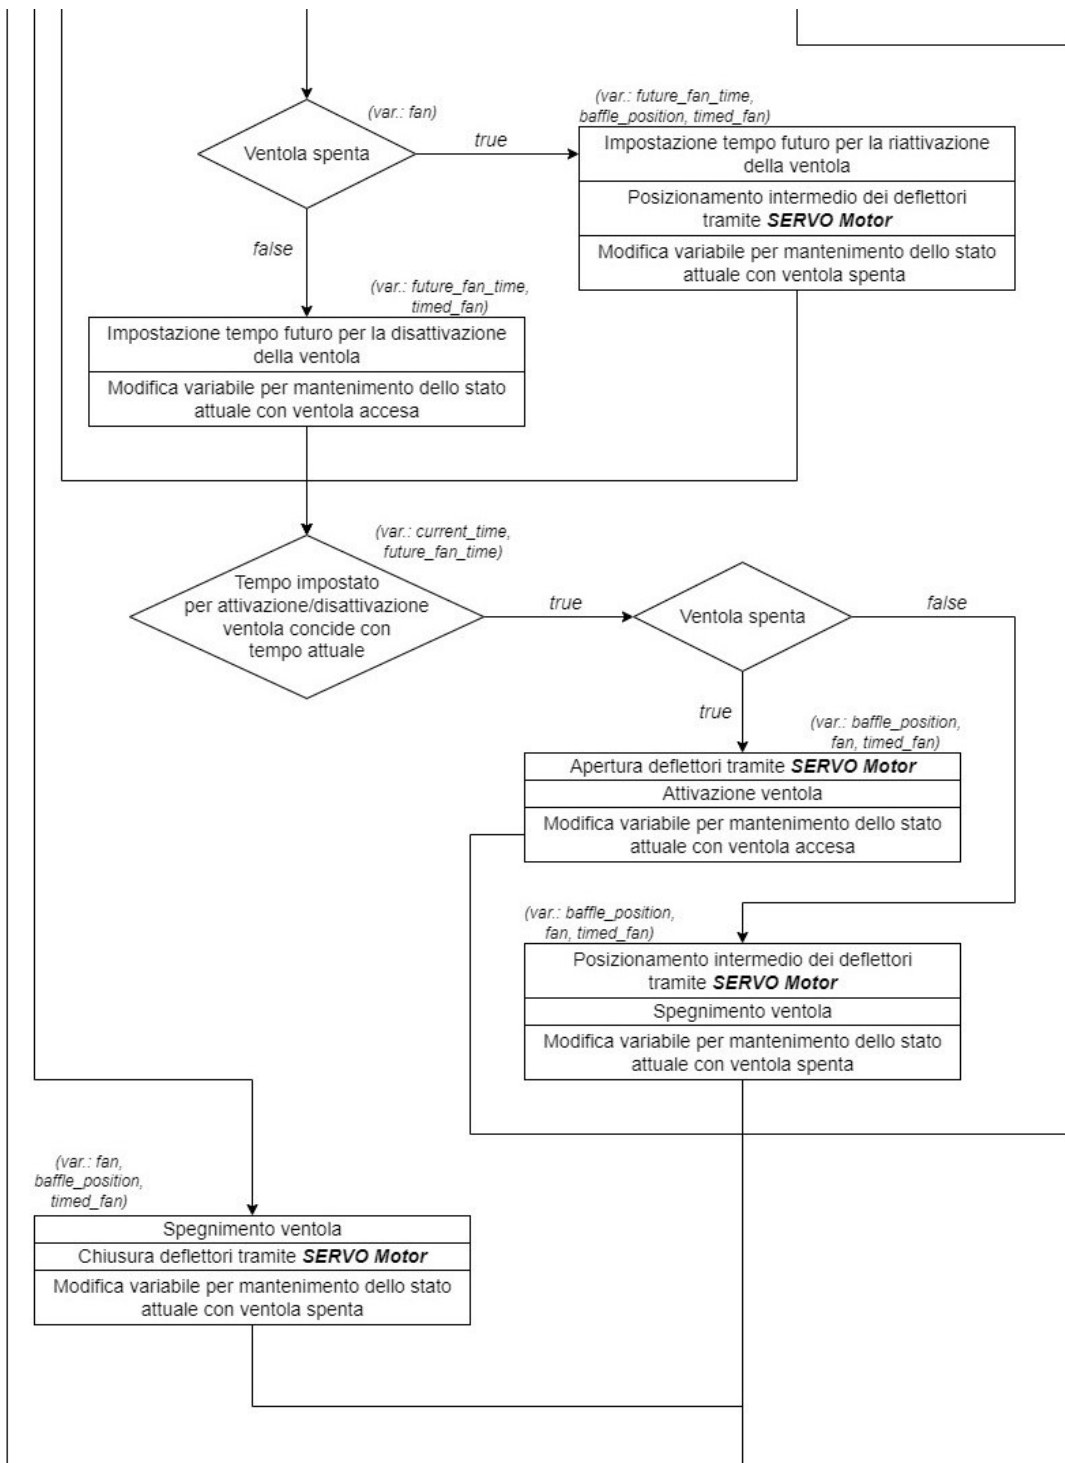 (var.: fan)
Ventola spenta
true
false
(var.: future_fan_time,
baffle_position, timed_fan)
Impostazione tempo futuro per la riattivazione
della ventola
Posizionamento intermedio dei deflettori
tramite SERVO Motor
Modifica variabile per mantenimento dello stato
attuale con ventola spenta
(var.: future_fan_time,
timed_fan)
Impostazione tempo futuro per la disattivazione
della ventola
Modifica variabile per mantenimento dello stato
attuale con ventola accesa
(var.: current_time,
future_fan_time)
Tempo impostato
per attivazione/disattivazione
ventola concide con
tempo attuale
true
Ventola spenta
false
true
(var.: baffle_position,
fan, timed_fan)
Apertura deflettori tramite SERVO Motor
Attivazione ventola
Modifica variabile per mantenimento dello stato
attuale con ventola accesa
(var.: baffle_position,
fan, timed_fan)
Posizionamento intermedio dei deflettori
tramite SERVO Motor
Spegnimento ventola
Modifica variabile per mantenimento dello stato
attuale con ventola spenta
(var.: fan,
baffle_position,
timed_fan)
Spegnimento ventola
Chiusura deflettori tramite SERVO Motor
Modifica variabile per mantenimento dello stato
attuale con ventola spenta